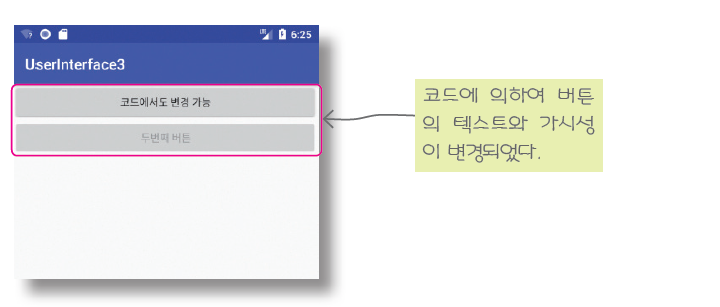 6:25
UserInterface3
코드에서도 변경 가능
두번째 버튼
코드에 의하여 버튼
의 텍스트와 가시성
이 변경되었다.